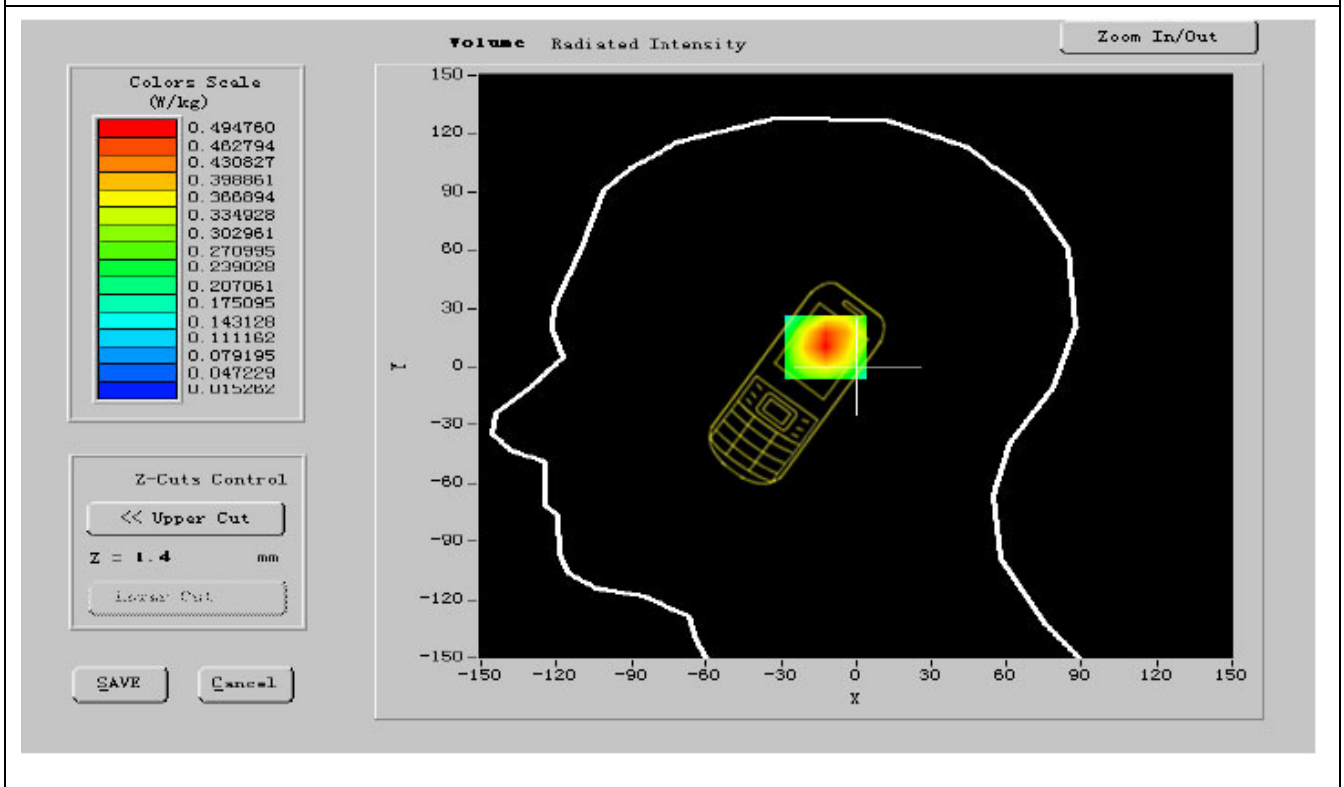 Volume Radiated Intensity
Zoom In/Out
Colors Scale
(W/kg)
0.494760
0.462794
0.430827
0.398861
0.366894
0.334928
0.302961
0.270995
0.239028
0.207061
0.175095
0.143128
0.111162
0.079195
0.047229
0.015262
Z-Cuts Control
<< Upper Cut
Z = 1.4 mm
Lower Cut
SAVE
Cancel
150
120
90
60
30
0
-30
-60
-90
-120
-150
Y
-150 -120 -90 -60 -30 0 30 60 90 120 150
X